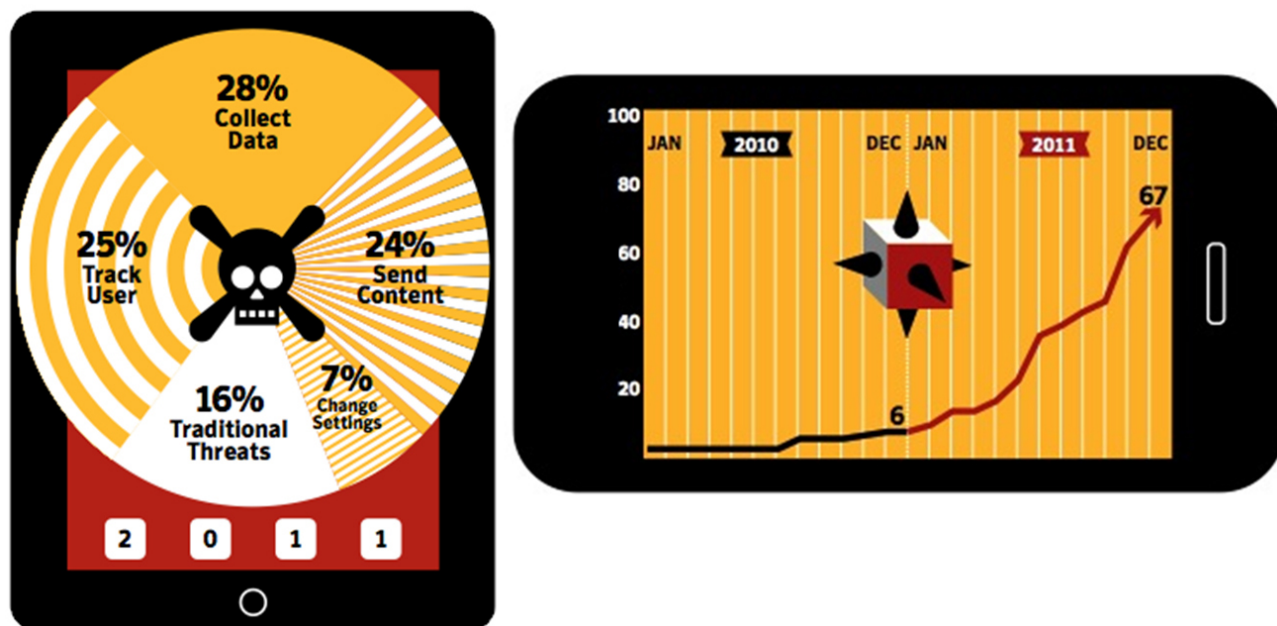 28%
Collect
Data
25%
Track
User
24%
Send
Content
7%
Change
Settings
16%
Traditional
Threats
2 0 1 1
100
80
60
40
20
JAN 2010 DEC JAN 2011 DEC
67
6